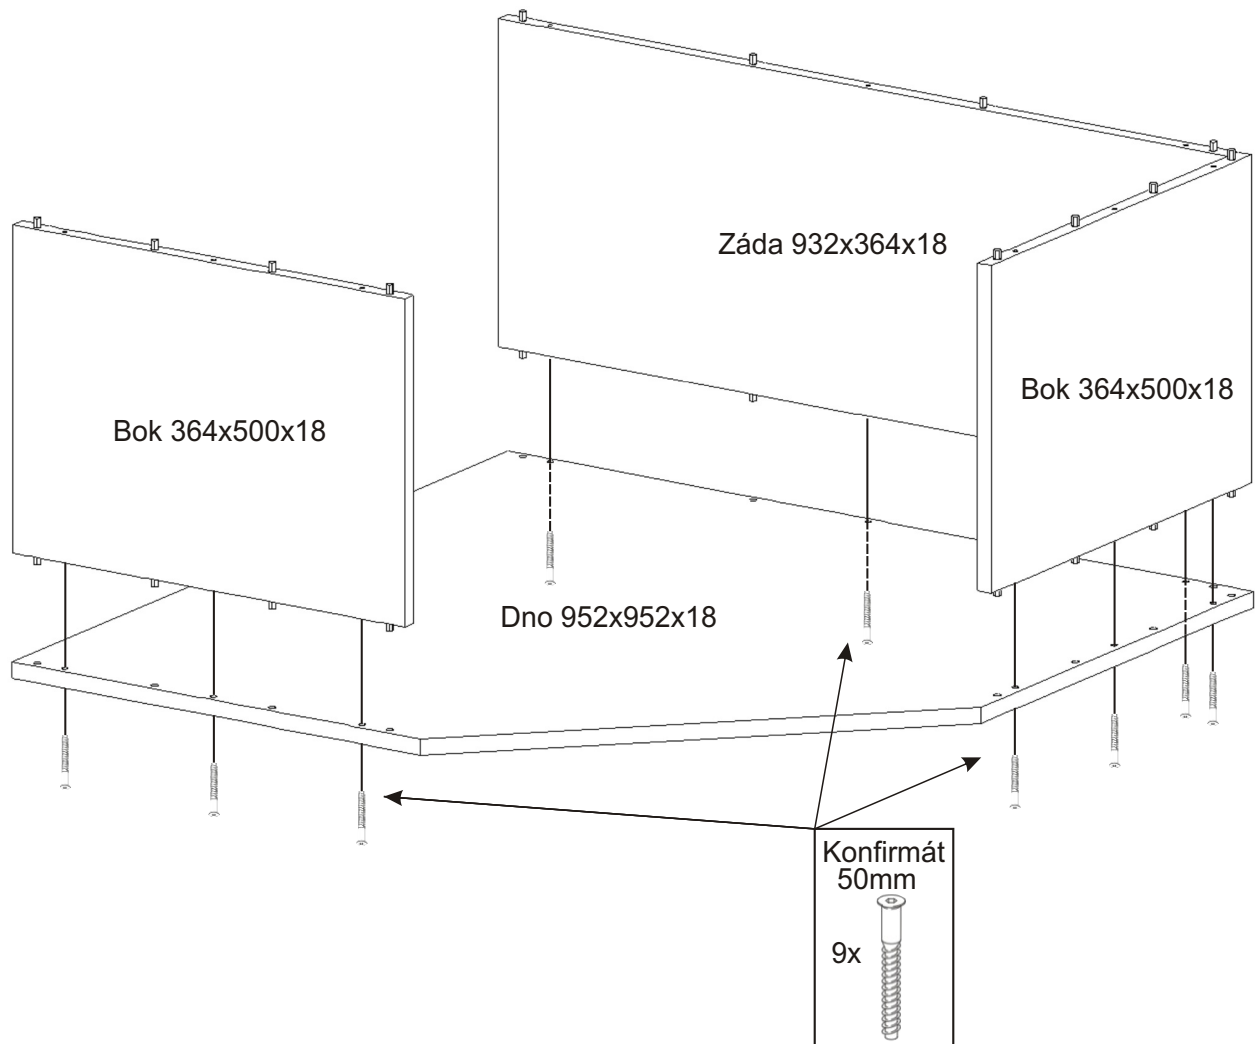 Záda 932x364x18
Bok 364x500x18
Bok 364x500x18
Dno 952x952x18
Konfirmát
50mm
9x